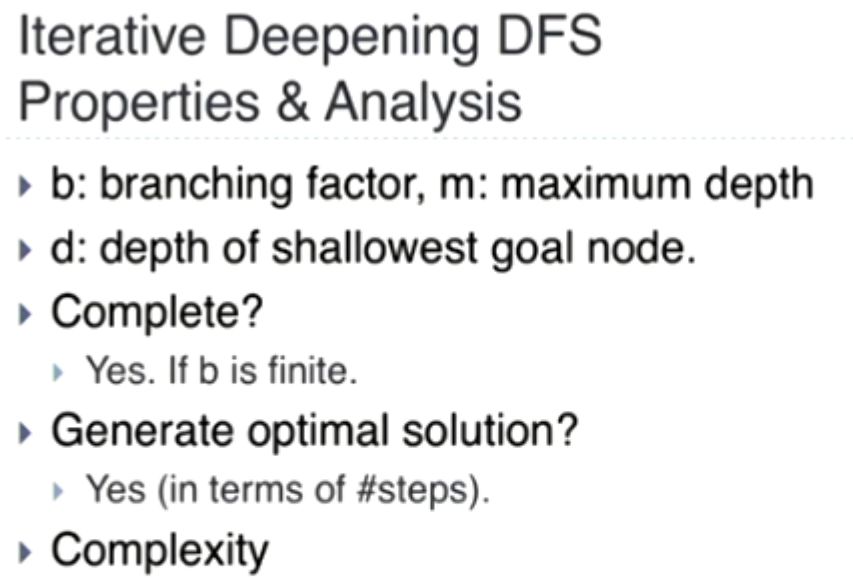 Iterative Deepening DFS
Properties & Analysis
b: branching factor, m: maximum depth
d: depth of shallowest goal node.
Complete?
Yes. If b is finite.
Generate optimal solution?
Yes (in terms of #steps).
Complexity